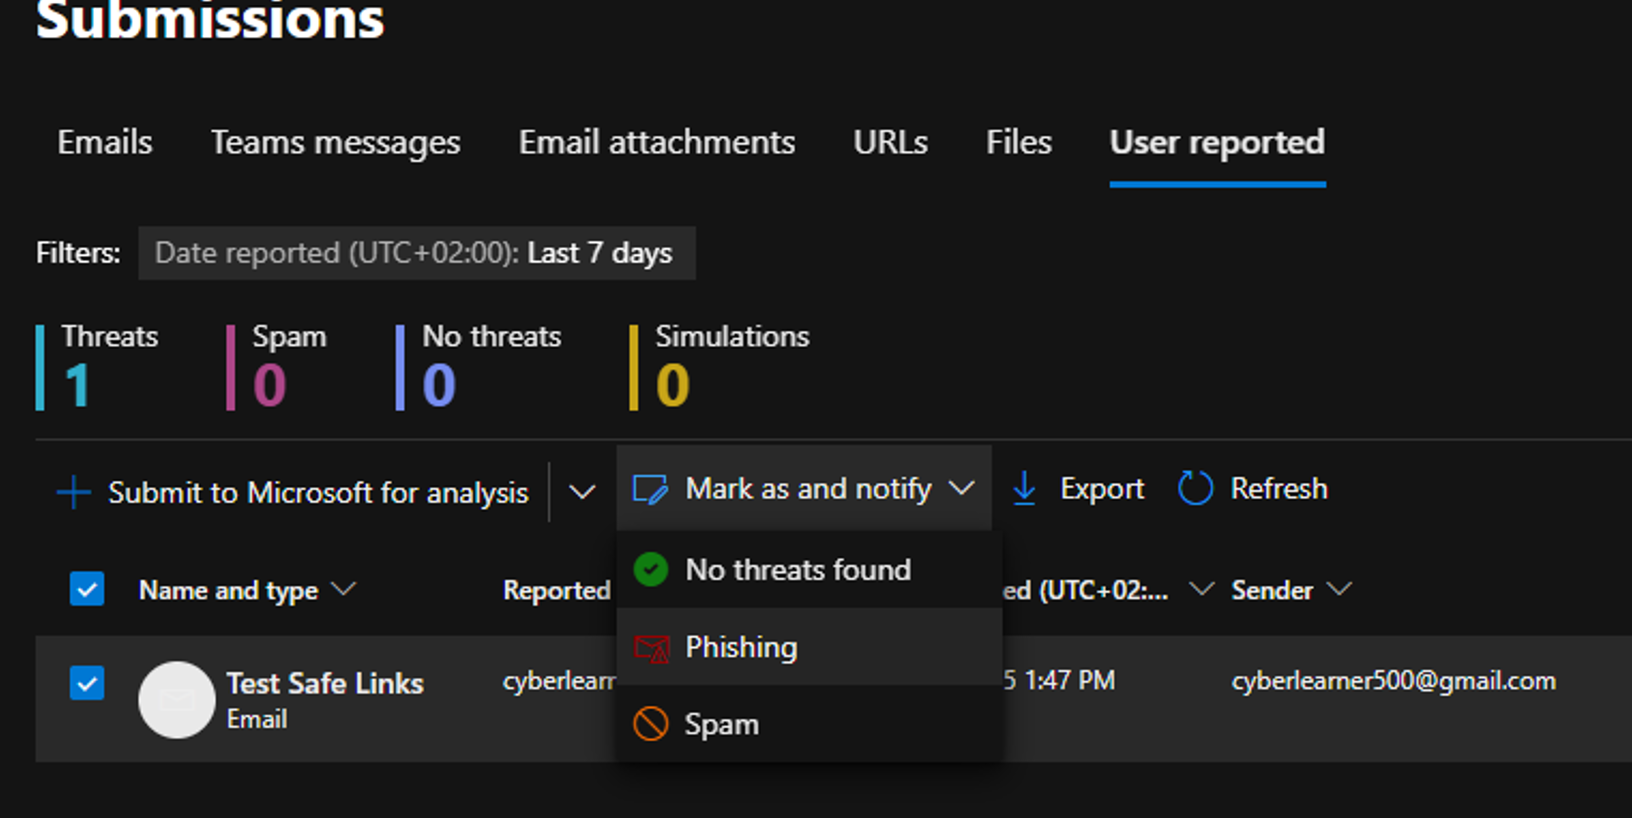 Submissions
Emails Teams messages Email attachments URLs Files User reported
Filters: Date reported (UTC+02:00): Last 7 days
Threats Spam No threats Simulations
1 0 0 0
Submit to Microsoft for analysis Mark as and notify Export Refresh
No threats found
Name and type Reported ed (UTC+02:... Sender
Phishing
Test Safe Links cyberlearn 5 1:47 PM cyberlearner500@gmail.com
Email
Spam